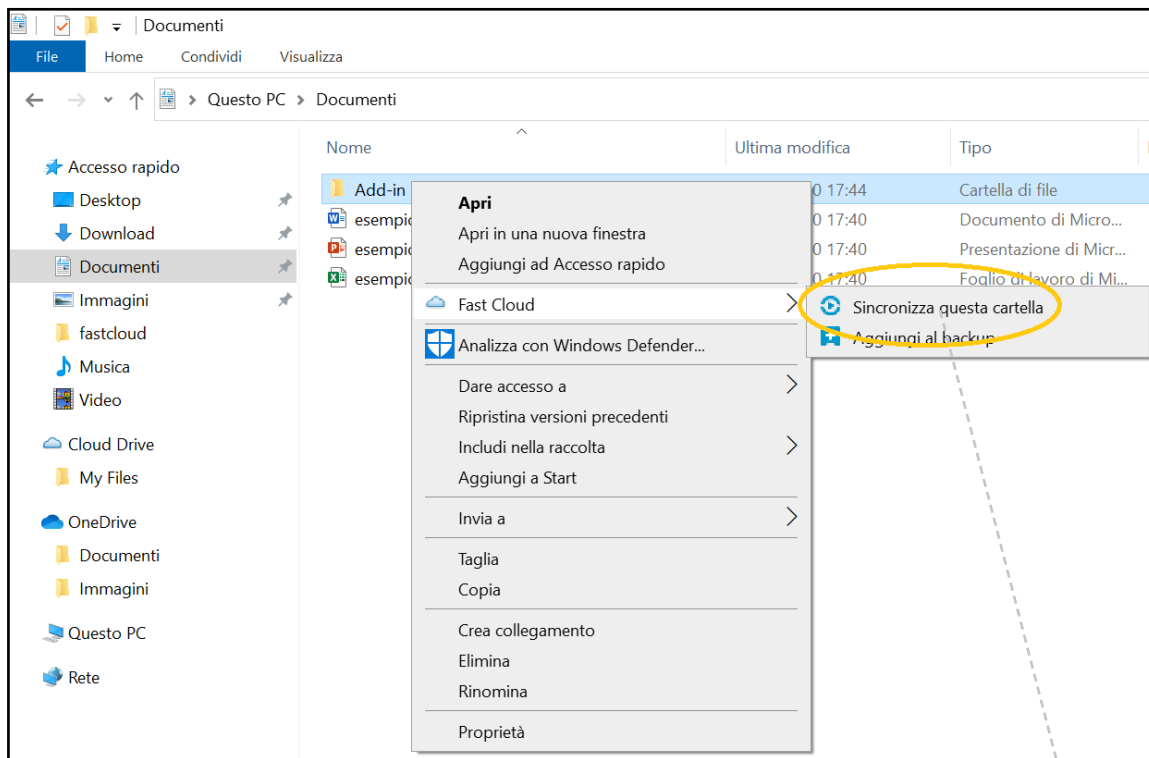 Documenti
File Home Condividi Visualizza
Questo PC > Documenti
Nome Ultima modifica Tipo
Accesso rapido
Desktop
Download
Documenti
Immagini
fastcloud
Musica
Video
Cloud Drive
My Files
OneDrive
Documenti
Immagini
Questo PC
Rete
Add-in 0 17:44 Cartella di file
0 17:40 Documento di Micro...
0 17:40 Presentazione di Micr...
0 17:40 Foglio di lavoro di Mi...
Apri
Apri in una nuova finestra
Aggiungi ad Accesso rapido
Fast Cloud
Analizza con Windows Defender...
Dare accesso a
Ripristina versioni precedenti
Includi nella raccolta
Aggiungi a Start
Invia a
Taglia
Copia
Crea collegamento
Elimina
Rinomina
Proprietà
Sincronizza questa cartella
Aggiungi al backup